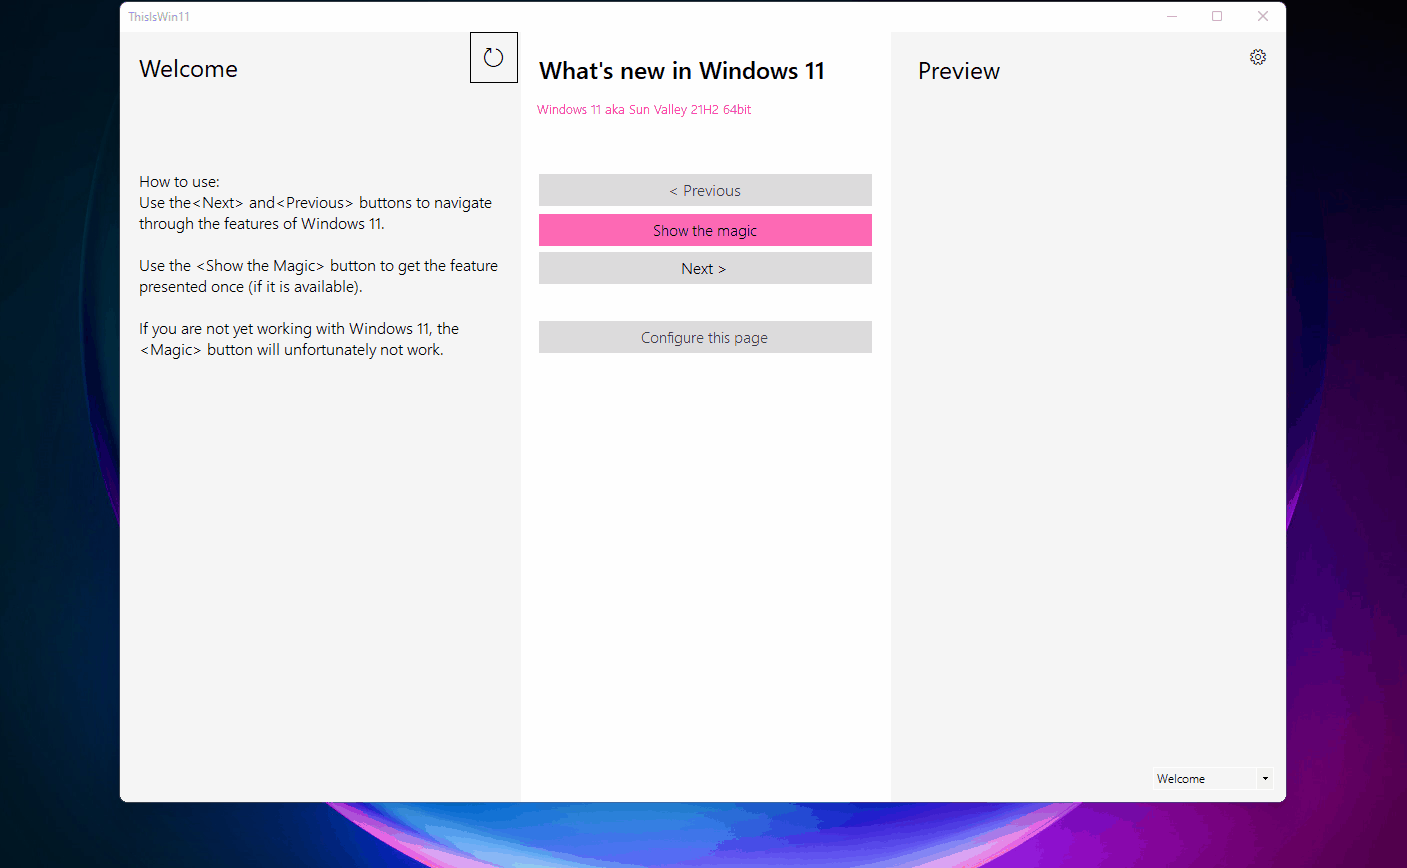 ThisIsWin11
Welcome
How to use:
Use the<Next> and<Previous> buttons to navigate
through the features of Windows 11.
Use the <Show the Magic> button to get the feature
presented once (if it is available).
If you are not yet working with Windows 11, the
<Magic> button will unfortunately not work.
What's new in Windows 11
Windows 11 aka Sun Valley 21H2 64bit
< Previous
Show the magic
Next >
Configure this page
Preview
Welcome